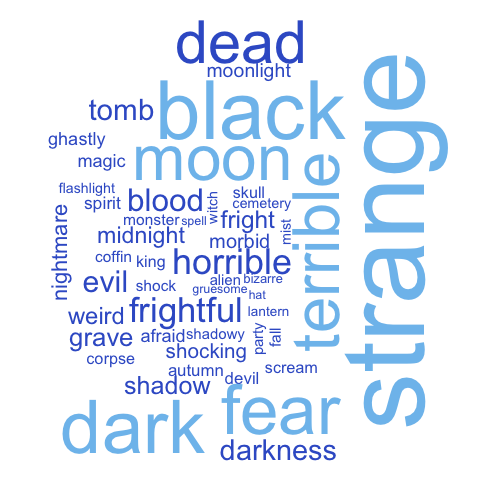 dead
moonlight
black
strange
tomb
ghastly
moon
magic
terrible
flashlight
spirit
blood
witch
skull
cemetery
nightmare
monster
spell
fright
mist
midnight
morbid
coffin
king
horrible
evil
shock
alien
bizarre
gruesome
hat
weird
frightful
lantern
grave
afraid
shadowy
party
fall
corpse
shocking
autumn
scream
shadow
devil
dark
fear
darkness